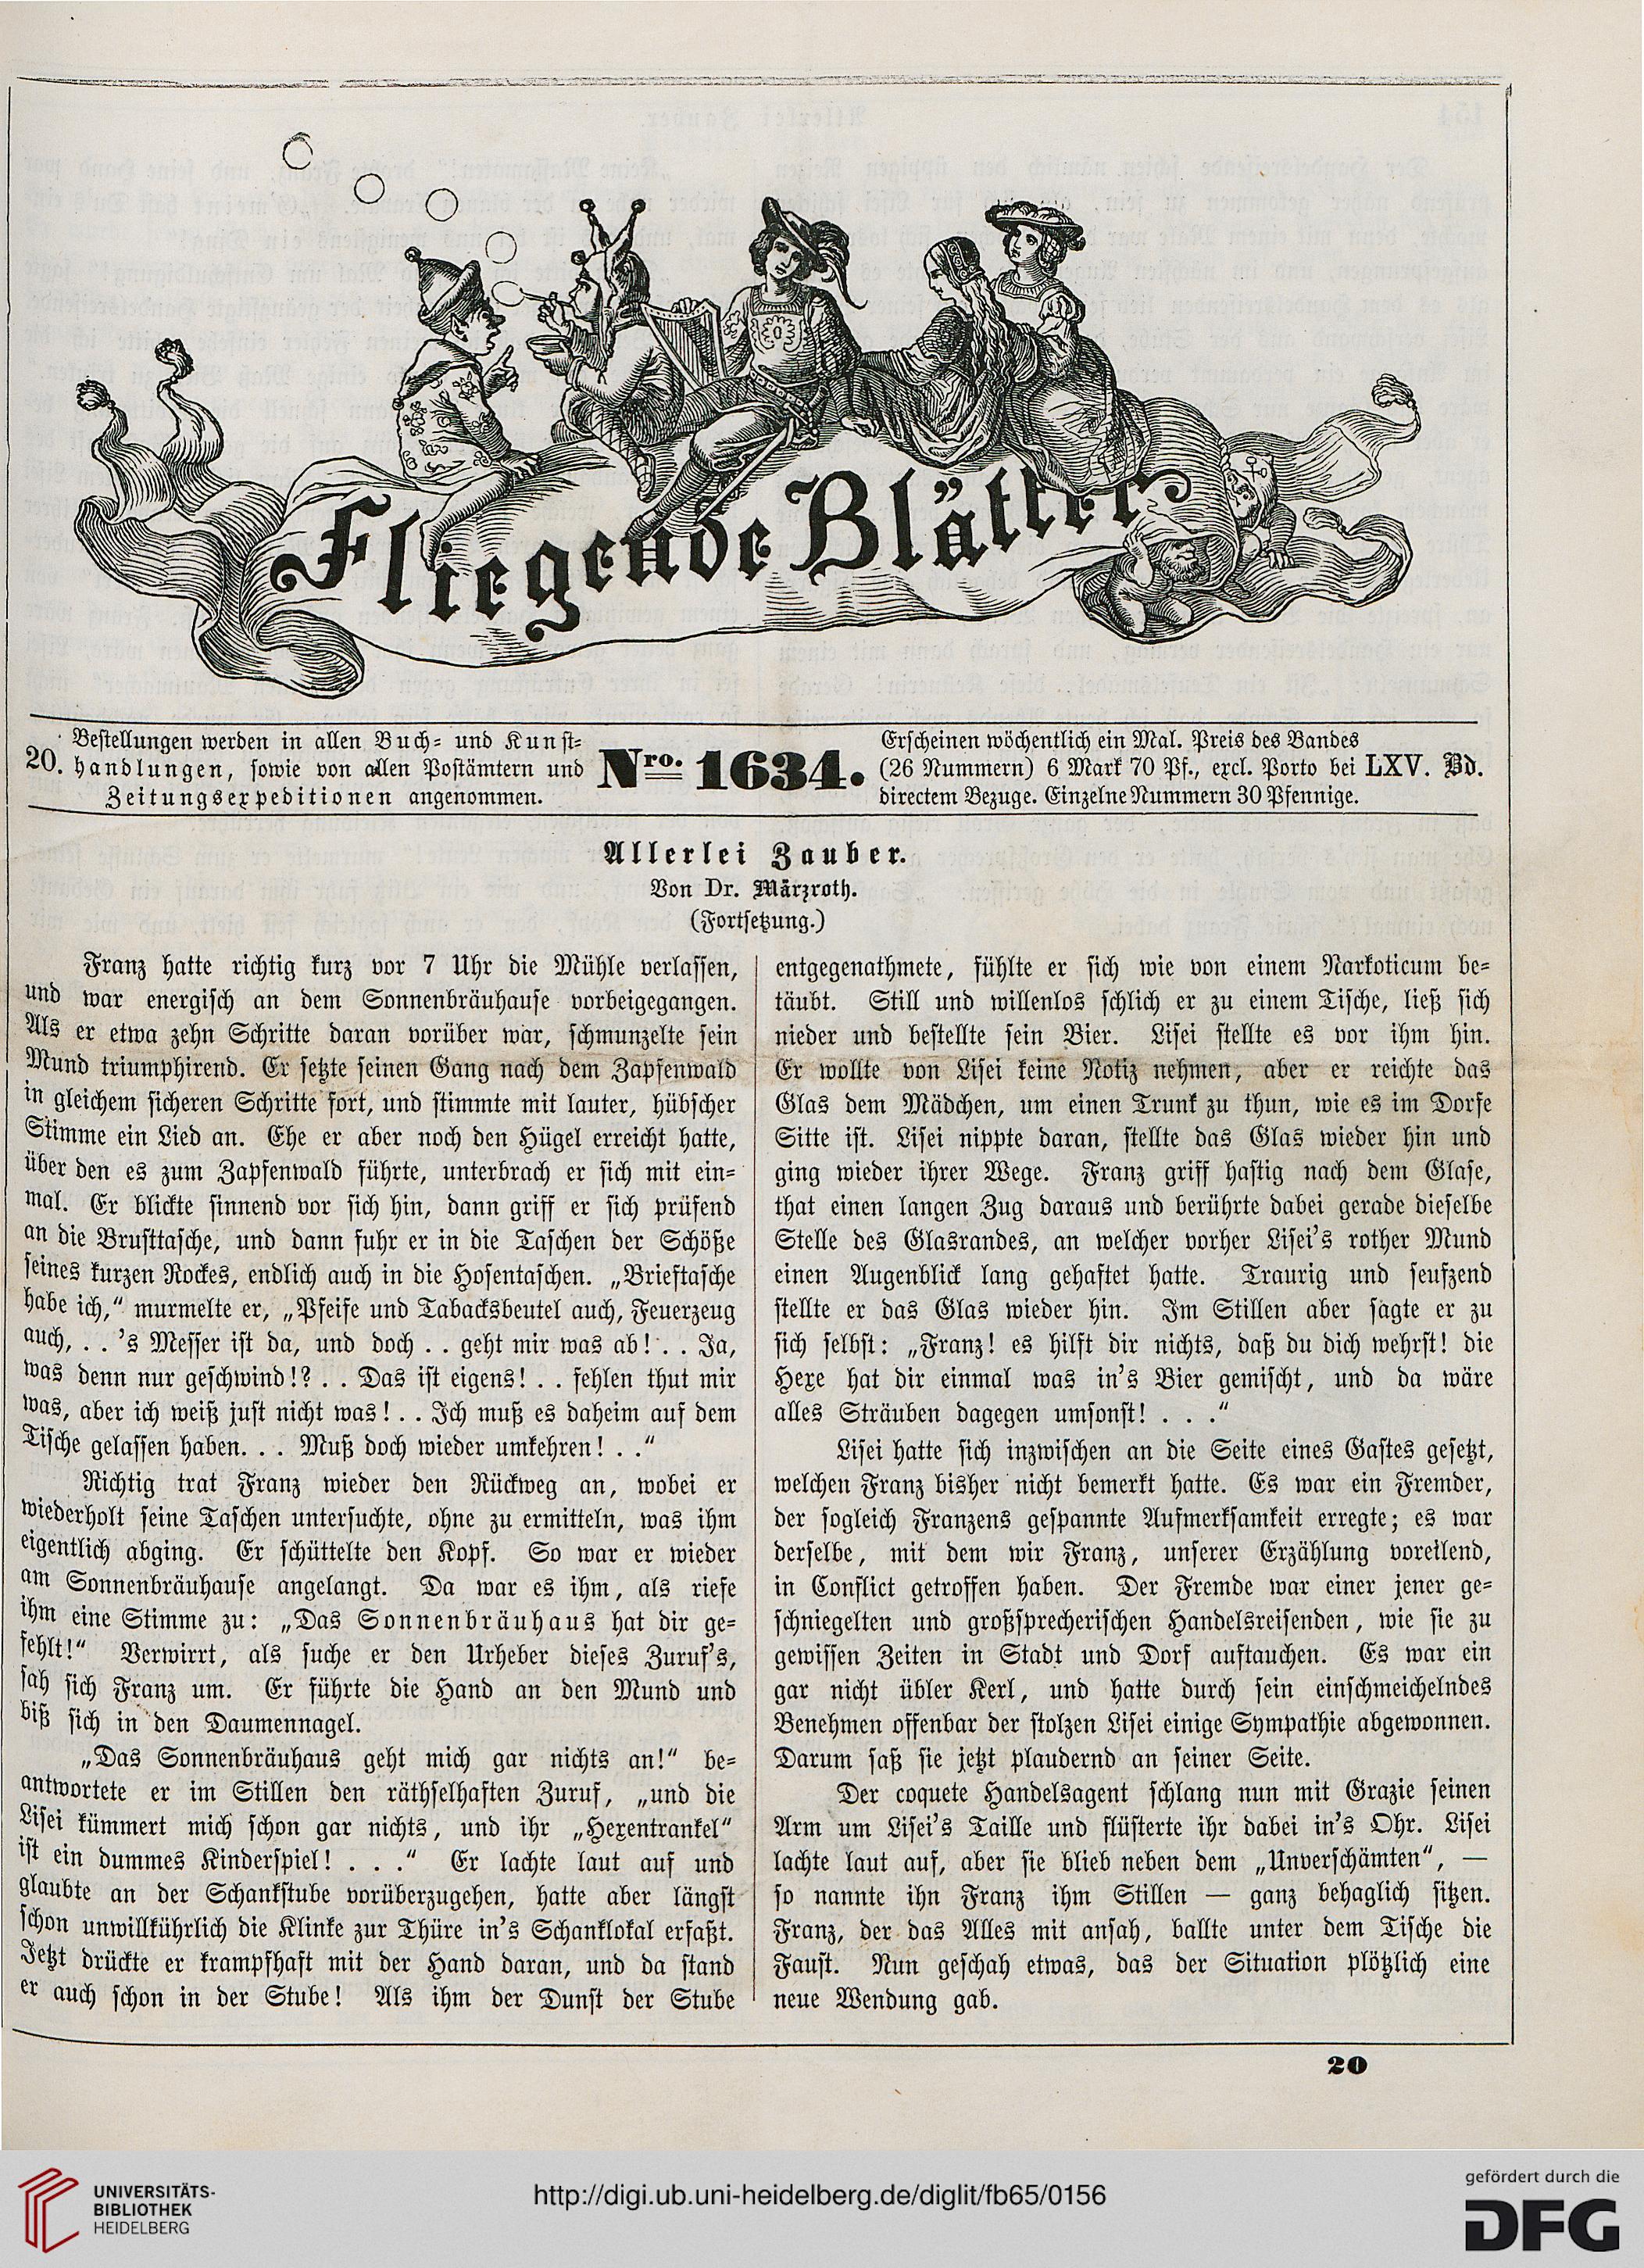 Fliegende Blätter
20.
Bestellungen werden in allen Buch- und Kunst-
handlungen, sowie von allen Postämtern und
Zeitungsexpeditionen angenommen.
Nro. 1634.
Erscheinen wöchentlich ein Mal. Preis des Bandes
(26 Nummern) 6 Mark 70 Pf., excl. Porto bei
directem Bezuge. Einzelne Nummern 30 Pfennige.
LXV. Bd.
Allerlei Zauber.
Von Dr. Märzroth.
(Fortsetzung.)
Franz hatte richtig kurz vor 7 Uhr die Mühle verlassen,
und war energisch an dem Sonnenbräuhause vorbeigegangen.
Als er etwa zehn Schritte daran vorüber war, schmunzelte sein
Mund triumphirend. Er setzte seinen Gang nach dem Zapfenwald
in gleichem sicheren Schritte fort, und stimmte mit lauter, hübscher
Stimme ein Lied an. Ehe er aber noch den Hügel erreicht hatte,
über den es zum Zapfenwald führte, unterbrach er sich mit ein-
mal. Er blickte sinnend vor sich hin, dann griff er sich prüfend
an die Brusttasche, und dann fuhr er in die Taschen der Schöße
seines kurzen Rockes, endlich auch in die Hosentaschen. „Brieftasche
habe ich,“ murmelte er, „Pfeife und Tabacksbeutel auch, Feuerzeug
auch, . . 's Messer ist da, und doch . . geht mir was ab! . . Ja,
was denn nur geschwind!? . . Das ist eigens! . . fehlen thut mir
was, aber ich weiß just nicht was! . . Ich muß es daheim auf dem
Tische gelassen haben. . . Muß doch wieder umkehren! . .“
Richtig trat Franz wieder den Rückweg an, wobei er
wiederholt seine Taschen untersuchte, ohne zu ermitteln, was ihm
eigentlich abging. Er schüttelte den Kopf. So war er wieder
am Sonnenbräuhause angelangt. Da war es ihm, als riefe
ihm eine Stimme zu: „Das Sonnenbräuhaus hat dir ge-
fehlt!“ Verwirrt, als suche er den Urheber dieses Zuruf's,
sah sich Franz um. Er führte die Hand an den Mund und
biß sich in den Daumennagel.
„Das Sonnenbräuhaus geht mich gar nichts an!“ be-
antwortete er im Stillen den räthselhaften Zuruf, „und die
Lisei kümmert mich schon gar nichts, und ihr „Hexentrankel“
ist ein dummes Kinderspiel! . . .“ Er lachte laut auf und
glaubte an der Schankstube vorüberzugehen, hatte aber längst
schon unwillkührlich die Klinke zur Thüre in's Schanklokal erfaßt.
Jetzt drückte er krampfhaft mit der Hand daran, und da stand
er auch schon in der Stube! Als ihm der Dunst der Stube
entgegenathmete, fühlte er sich wie von einem Narkoticum be-
täubt. Still und willenlos schlich er zu einem Tische, ließ sich
nieder und bestellte sein Bier. Lisei stellte es vor ihm hin.
Er wollte von Lisei keine Notiz nehmen, aber er reichte das
Glas dem Mädchen, um einen Trunk zu thun, wie es im Dorfe
Sitte ist. Lisei nippte daran, stellte das Glas wieder hin und
ging wieder ihrer Wege. Franz griff hastig nach dem Glase,
that einen langen Zug daraus und berührte dabei gerade dieselbe
Stelle des Glasrandes, an welcher vorher Lisei's rother Mund
einen Augenblick lang gehaftet hatte. Traurig und seufzend
stellte er das Glas wieder hin. Im Stillen aber sagte er zu
sich selbst: „Franz! es hilft dir nichts, daß du dich wehrst! die
Hexe hat dir einmal was in's Bier gemischt, und da wäre
alles Sträuben dagegen umsonst! . . .“
Lisei hatte sich inzwischen an die Seite eines Gastes gesetzt,
welchen Franz bisher nicht bemerkt hatte. Es war ein Fremder,
der sogleich Franzens gespannte Aufmerksamkeit erregte; es war
derselbe, mit dem wir Franz, unserer Erzählung voreilend,
in Conflict getroffen haben. Der Fremde war einer jener ge-
schniegelten und großsprecherischen Handelsreisenden, wie sie zu
gewissen Zeiten in Stadt und Dorf auftauchen. Es war ein
gar nicht übler Kerl, und hatte durch sein einschmeichelndes
Benehmen offenbar der stolzen Lisei einige Sympathie abgewonnen.
Darum saß sie jetzt plaudernd an seiner Seite.
Der coquete Handelsagent schlang nun mit Grazie seinen
Arm um Lisei's Taille und flüsterte ihr dabei in's Ohr. Lisei
lachte laut auf, aber sie blieb neben dem „Unverschämten“, —
so nannte ihn Franz ihm Stillen — ganz behaglich sitzen.
Franz, der das Alles mit ansah, ballte unter dem Tische die
Faust. Nun geschah etwas, das der Situation plötzlich eine
neue Wendung gab.
20
UNIVERSITÄTS-
BIBLIOTHEK
HEIDELBERG
http://digi.ub.uni-heidelberg.de/diglit/fb65/0156
gefördert durch die
DFG